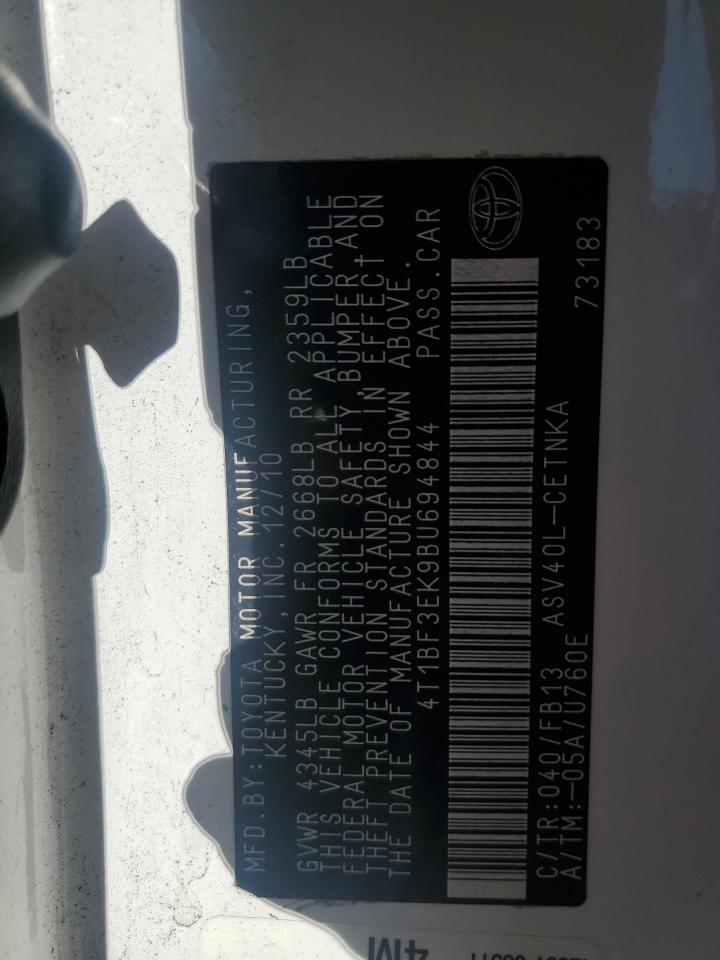 MFD.BY:TOYOTA MOTOR MANUFACTURING,
KENTUCKY, INC. 12/10
GVWR 4345LB GAWR FR 2668LB RR 2359LB
THIS VEHICLE CONFORMS TO ALL APPLICABLE
FEDERAL MOTOR VEHICLE SAFETY, BUMPER, AND
THEFT PREVENTION STANDARDS IN EFFECT ON
THE DATE OF MANUFACTURE SHOWN ABOVE.
4T1BF3EK9BU694844 PASS.CAR
C/TR:040/FB13 ASV40L-CETNKA 73183
A/TM:-05A/U760E
4M